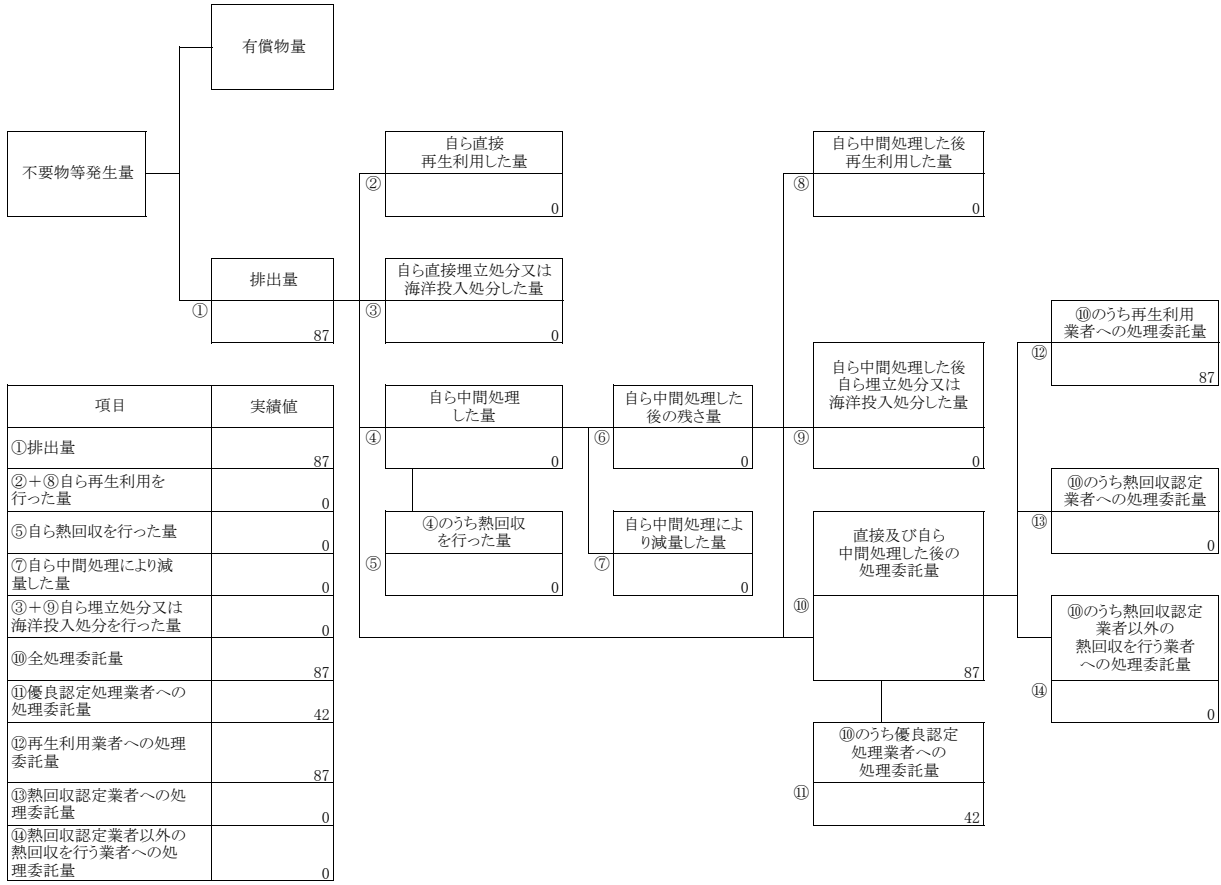 有償物量
不要物等発生量
自ら直接
再生利用した量
②
0
自ら中間処理した後
再生利用した量
⑧
0
排出量
①
87
自ら直接埋立処分又は
海洋投入処分した量
③
0
⑩のうち再生利用
業者への処理委託量
⑫
87
自ら中間処理
した量
④
0
自ら中間処理した
後の残さ量
⑥
0
自ら中間処理した後
自ら埋立処分又は
海洋投入処分した量
⑨
0
⑩のうち熱回収認定
業者への処理委託量
⑬
0
④のうち熱回収
を行った量
⑤
0
自ら中間処理によ
り減量した量
⑦
0
直接及び自ら
中間処理した後の
処理委託量
⑩
87
⑩のうち熱回収認定
業者以外の
熱回収を行う業者
への処理委託量
⑭
0
⑩のうち優良認定
処理業者への
処理委託量
⑪
42
項目 実績値
①排出量
87
②＋⑧自ら再生利用を
行った量
0
⑤自ら熱回収を行った量
0
⑦自ら中間処理により減
量した量
0
③＋⑨自ら埋立処分又は
海洋投入処分を行った量
0
⑩全処理委託量
87
⑪優良認定処理業者への
処理委託量
42
⑫再生利用業者への処理
委託量
87
⑬熱回収認定業者への処
理委託量
0
⑭熱回収認定業者以外の
熱回収を行う業者への処
理委託量
0